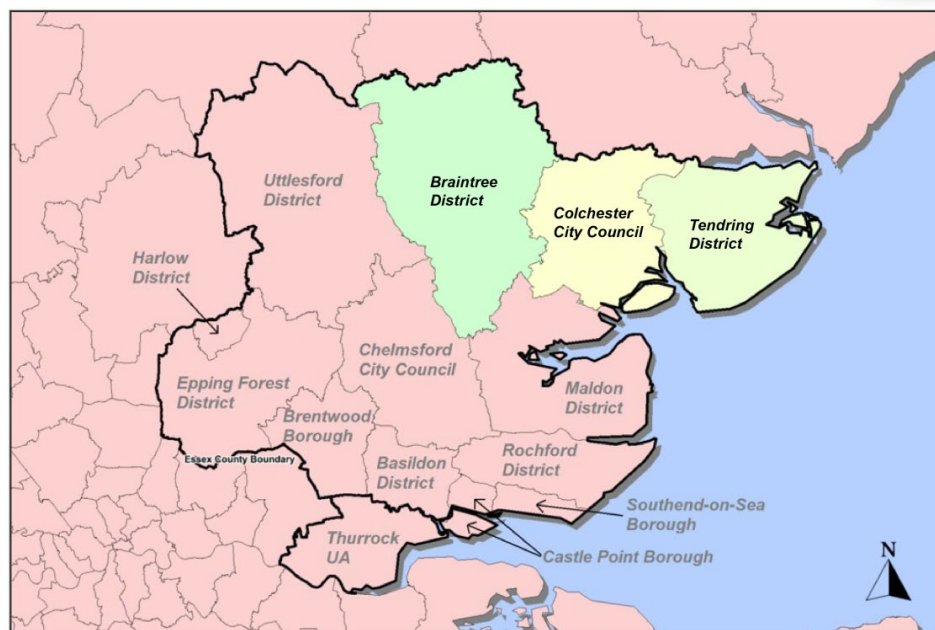 Uttlesford
District
Braintree
District
Colchester
City Council
Tendring
District
Harlow
District
Chelmsford
City Council
Epping Forest
District
Maldon
District
Brentwood
Borough
Essex County Boundary
Basildon
District
Rochford
District
Southend-on-Sea
Borough
Thurrock
UA
Castle Point Borough
N